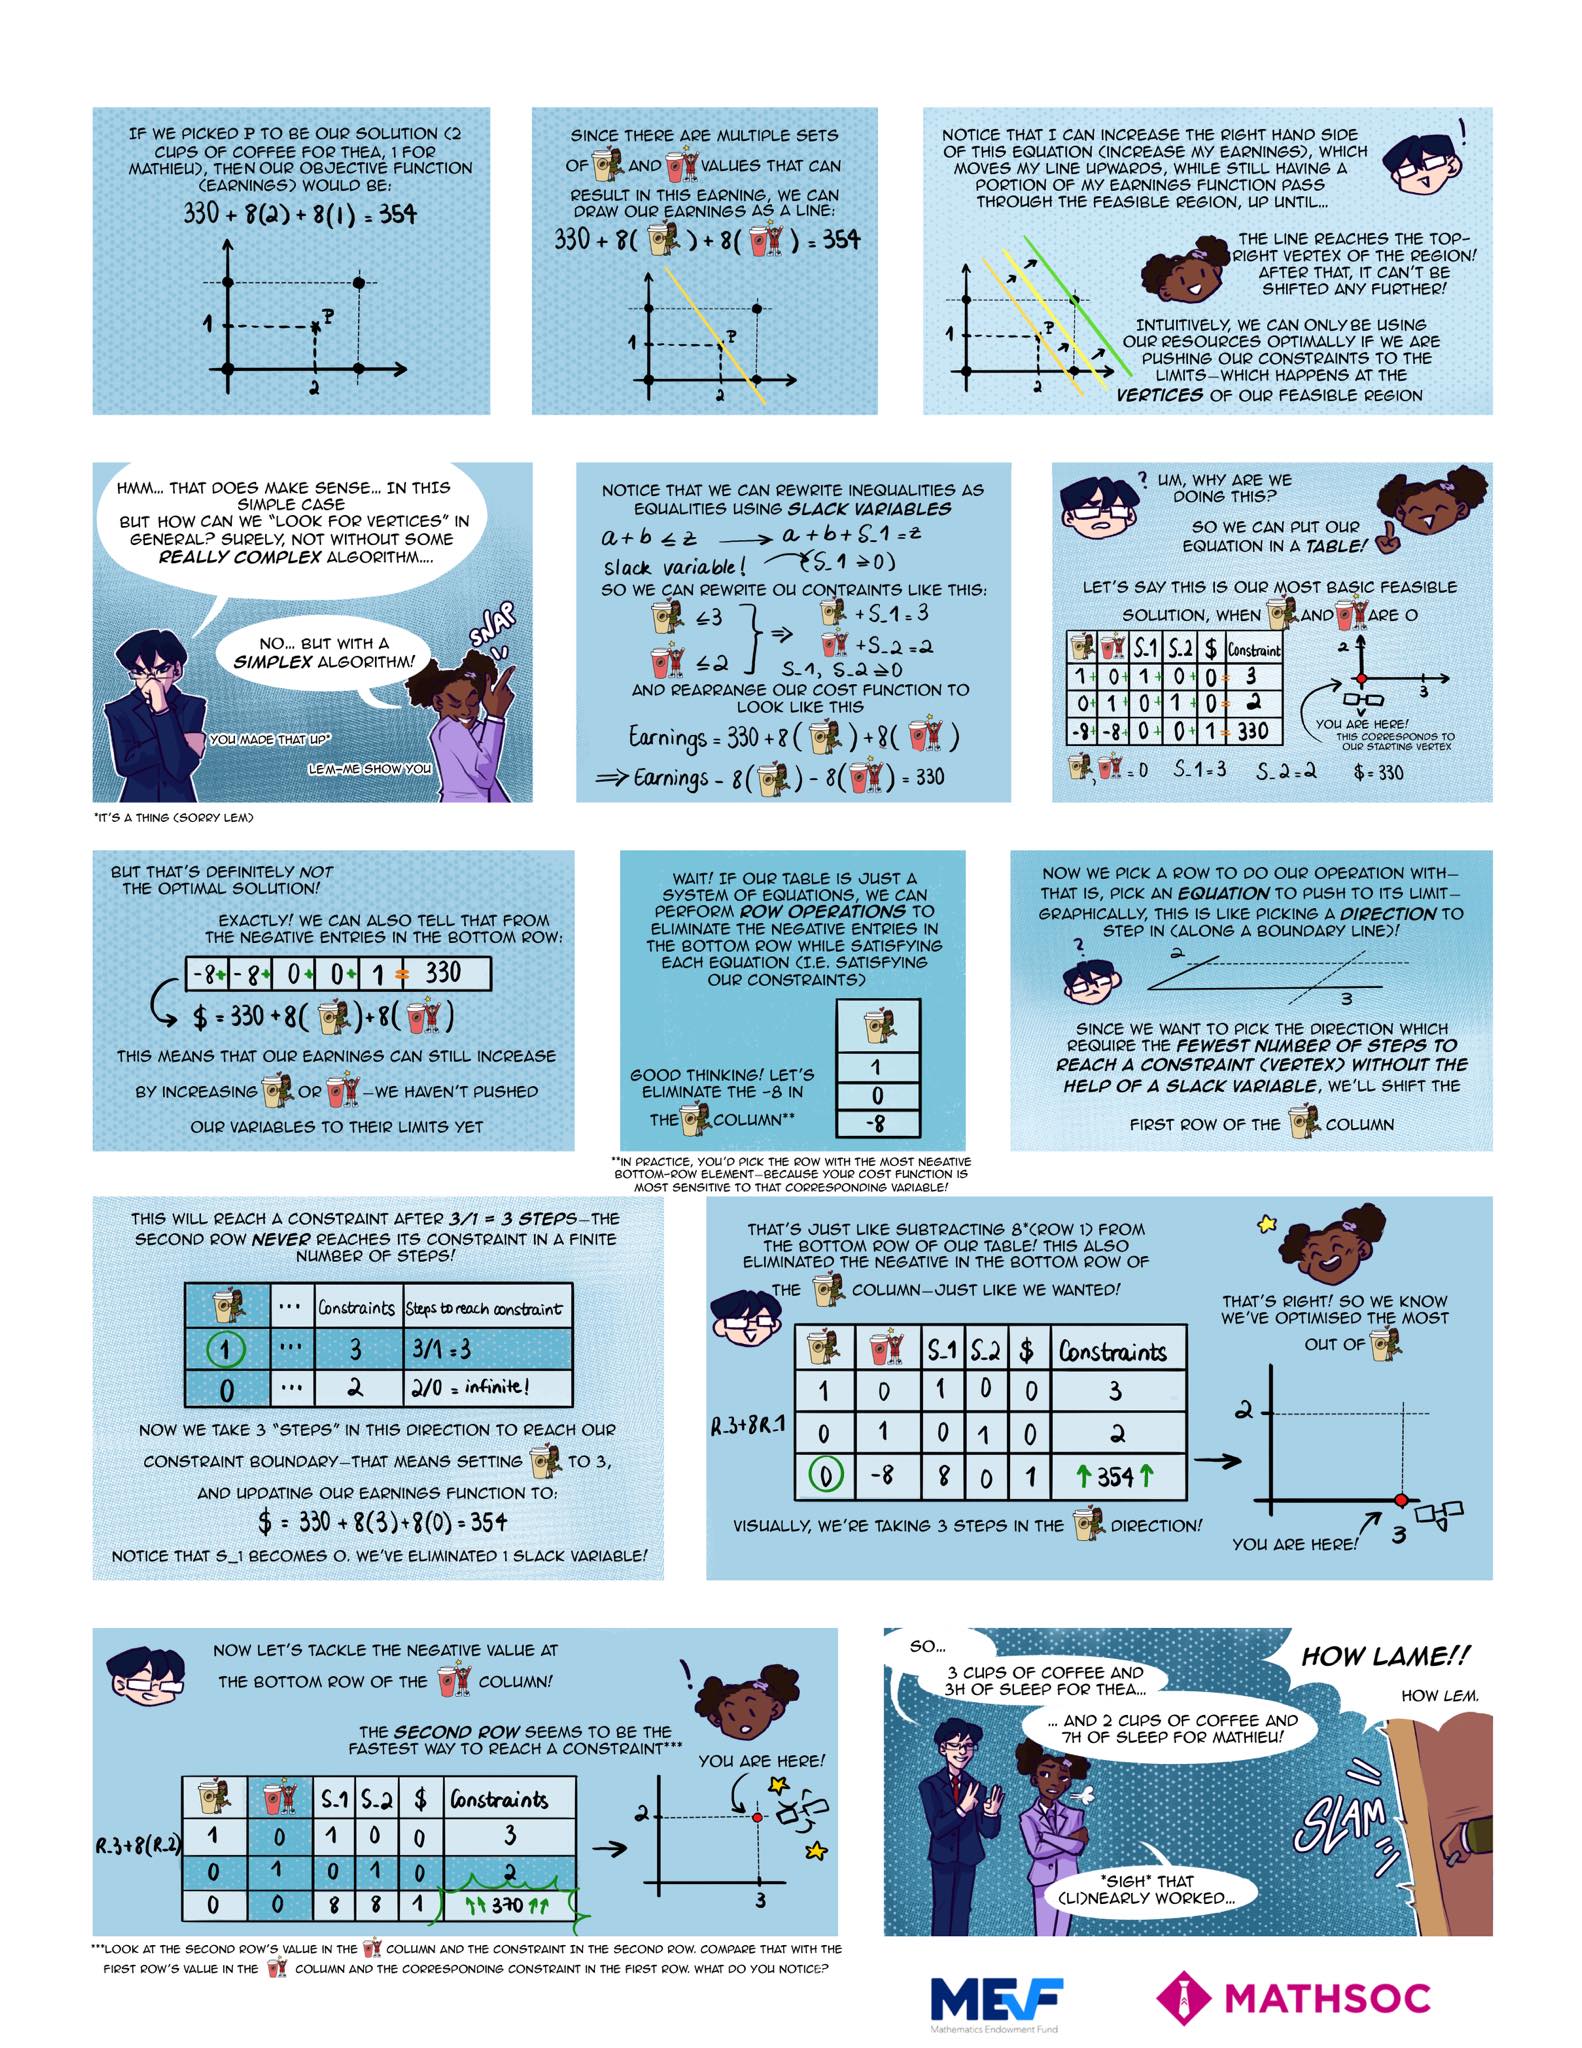 IF WE PICKED P TO BE OUR SOLUTION (2
CUPS OF COFFEE FOR THEA, 1 FOR
MATHIEU), THEN OUR OBJECTIVE FUNCTION
(EARNINGS) WOULD BE:
330 + 8(2) + 8(1) = 354
1
P
2
SINCE THERE ARE MULTIPLE SETS
OF AND VALUES THAT CAN
RESULT IN THIS EARNING, WE CAN
DRAW OUR EARNINGS AS A LINE:
330 + 8( ) + 8( ) = 354
1
P
2
NOTICE THAT I CAN INCREASE THE RIGHT HAND SIDE
OF THIS EQUATION (INCREASE MY EARNINGS), WHICH
MOVES MY LINE UPWARDS, WHILE STILL HAVING A
PORTION OF MY EARNINGS FUNCTION PASS
THROUGH THE FEASIBLE REGION, UP UNTIL...
!
THE LINE REACHES THE TOP-
RIGHT VERTEX OF THE REGION!
AFTER THAT, IT CAN'T BE
SHIFTED ANY FURTHER!
1
P
2
INTUITIVELY, WE CAN ONLY BE USING
OUR RESOURCES OPTIMALLY IF WE ARE
PUSHING OUR CONSTRAINTS TO THE
LIMITS—WHICH HAPPENS AT THE
VERTICES OF OUR FEASIBLE REGION
HMM... THAT DOES MAKE SENSE... IN THIS
SIMPLE CASE
BUT HOW CAN WE "LOOK FOR VERTICES" IN
GENERAL? SURELY, NOT WITHOUT SOME
REALLY COMPLEX ALGORITHM....
SNAP
NO... BUT WITH A
SIMPLEX ALGORITHM!
YOU MADE THAT UP*
LEM-ME SHOW YOU
*IT'S A THING (SORRY LEM)
NOTICE THAT WE CAN REWRITE INEQUALITIES AS
EQUALITIES USING SLACK VARIABLES
a + b ≤ z → a + b + S_1 = z
slack variable! (S_1 ≥ 0)
SO WE CAN REWRITE OU CONTRAINTS LIKE THIS:
≤3 + S_1 = 3
≤2 ⇒ + S_2 = 2
S_1, S_2 ≥ 0
AND REARRANGE OUR COST FUNCTION TO
LOOK LIKE THIS
Earnings = 330 + 8( ) + 8( )
⇒ Earnings - 8( ) - 8( ) = 330
? UM, WHY ARE WE
DOING THIS?
SO WE CAN PUT OUR
EQUATION IN A TABLE!
LET'S SAY THIS IS OUR MOST BASIC FEASIBLE
SOLUTION, WHEN AND ARE 0
S_1 S_2 $ Constraint
1 + 0 + 1 + 0 + 0 = 3
0 + 1 + 0 + 1 + 0 = 2
-8 + -8 + 0 + 0 + 1 = 330
2
3
YOU ARE HERE!
THIS CORRESPONDS TO
OUR STARTING VERTEX
, = 0 S_1 = 3 S_2 = 2 $ = 330
BUT THAT'S DEFINITELY NOT
THE OPTIMAL SOLUTION!
EXACTLY! WE CAN ALSO TELL THAT FROM
THE NEGATIVE ENTRIES IN THE BOTTOM ROW:
-8 + -8 + 0 + 0 + 1 = 330
$ = 330 + 8( ) + 8( )
THIS MEANS THAT OUR EARNINGS CAN STILL INCREASE
BY INCREASING OR —WE HAVEN'T PUSHED
OUR VARIABLES TO THEIR LIMITS YET
WAIT! IF OUR TABLE IS JUST A
SYSTEM OF EQUATIONS, WE CAN
PERFORM ROW OPERATIONS TO
ELIMINATE THE NEGATIVE ENTRIES IN
THE BOTTOM ROW WHILE SATISFYING
EACH EQUATION (I.E. SATISFYING
OUR CONSTRAINTS)
GOOD THINKING! LET'S
ELIMINATE THE -8 IN
THE COLUMN**
1
0
-8
**IN PRACTICE, YOU'D PICK THE ROW WITH THE MOST NEGATIVE
BOTTOM-ROW ELEMENT—BECAUSE YOUR COST FUNCTION IS
MOST SENSITIVE TO THAT CORRESPONDING VARIABLE!
NOW WE PICK A ROW TO DO OUR OPERATION WITH—
THAT IS, PICK AN EQUATION TO PUSH TO ITS LIMIT—
GRAPHICALLY, THIS IS LIKE PICKING A DIRECTION TO
STEP IN (ALONG A BOUNDARY LINE)!
?
2
3
SINCE WE WANT TO PICK THE DIRECTION WHICH
REQUIRE THE FEWEST NUMBER OF STEPS TO
REACH A CONSTRAINT (VERTEX) WITHOUT THE
HELP OF A SLACK VARIABLE, WE'LL SHIFT THE
FIRST ROW OF THE COLUMN
THIS WILL REACH A CONSTRAINT AFTER 3/1 = 3 STEPS—THE
SECOND ROW NEVER REACHES ITS CONSTRAINT IN A FINITE
NUMBER OF STEPS!
... Constraints Steps to reach constraint
1 ... 3 3/1 = 3
0 ... 2 2/0 = infinite!
NOW WE TAKE 3 "STEPS" IN THIS DIRECTION TO REACH OUR
CONSTRAINT BOUNDARY—THAT MEANS SETTING TO 3,
AND UPDATING OUR EARNINGS FUNCTION TO:
$ = 330 + 8(3) + 8(0) = 354
NOTICE THAT S_1 BECOMES 0. WE'VE ELIMINATED 1 SLACK VARIABLE!
THAT'S JUST LIKE SUBTRACTING 8*(ROW 1) FROM
THE BOTTOM ROW OF OUR TABLE! THIS ALSO
ELIMINATED THE NEGATIVE IN THE BOTTOM ROW OF
THE COLUMN—JUST LIKE WE WANTED!
S_1 S_2 $ Constraints
1 0 1 0 0 3
R_3+8R_1
0 1 0 1 0 2
0 -8 8 0 1 ↑ 354 ↑
VISUALLY, WE'RE TAKING 3 STEPS IN THE DIRECTION!
THAT'S RIGHT! SO WE KNOW
WE'VE OPTIMISED THE MOST
OUT OF
2
3
YOU ARE HERE!
NOW LET'S TACKLE THE NEGATIVE VALUE AT
THE BOTTOM ROW OF THE COLUMN!
!
THE SECOND ROW SEEMS TO BE THE
FASTEST WAY TO REACH A CONSTRAINT***
YOU ARE HERE!
S_1 S_2 $ Constraints
1 0 1 0 0 3
R_3+8(R_2)
0 1 0 1 0 2
0 0 8 8 1 ↑↑ 370 ↑↑
2
3
***LOOK AT THE SECOND ROW'S VALUE IN THE COLUMN AND THE CONSTRAINT IN THE SECOND ROW. COMPARE THAT WITH THE
FIRST ROW'S VALUE IN THE COLUMN AND THE CORRESPONDING CONSTRAINT IN THE FIRST ROW. WHAT DO YOU NOTICE?
SO...
3 CUPS OF COFFEE AND
3H OF SLEEP FOR THEA...
... AND 2 CUPS OF COFFEE AND
7H OF SLEEP FOR MATHIEU!
HOW LAME!!
HOW LEM.
SLAM
*SIGH* THAT
(LI)NEARLY WORKED...
MEF
Mathematics Endowment Fund
MATHSOC